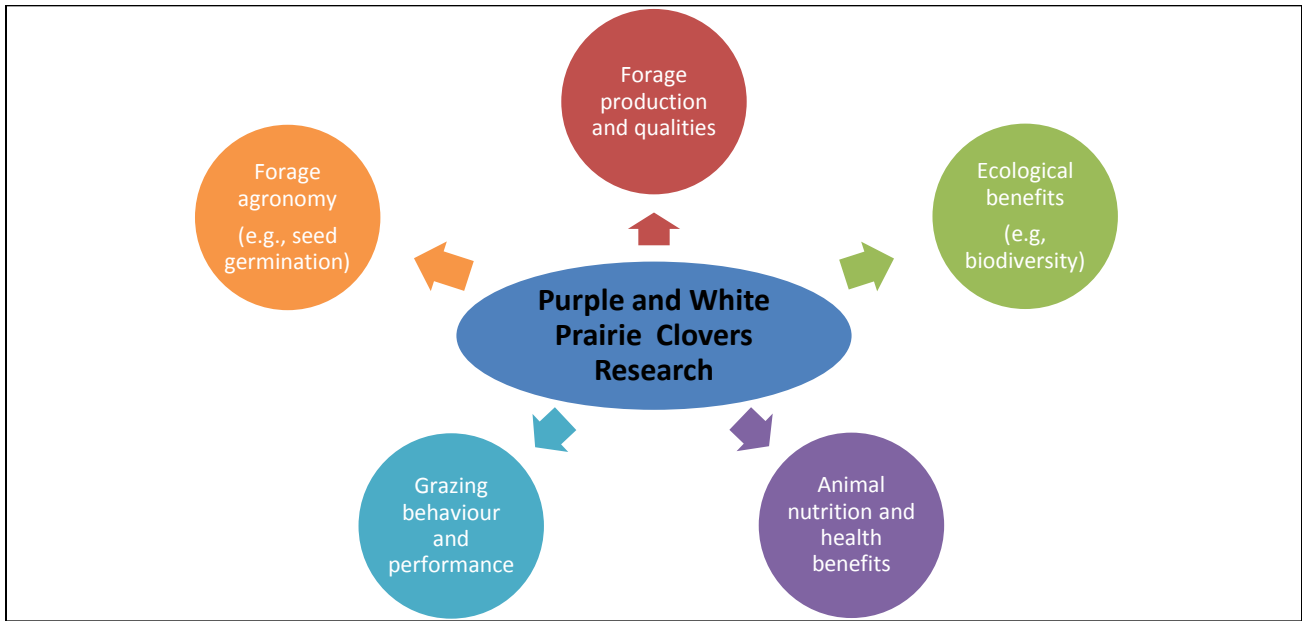 Forage
production
and qualities
Forage
agronomy
(e.g., seed
germination)
Ecological
benefits
(e.g,
biodiversity)
Purple and White
Prairie Clovers
Research
Grazing
behaviour
and
performance
Animal
nutrition and
health
benefits